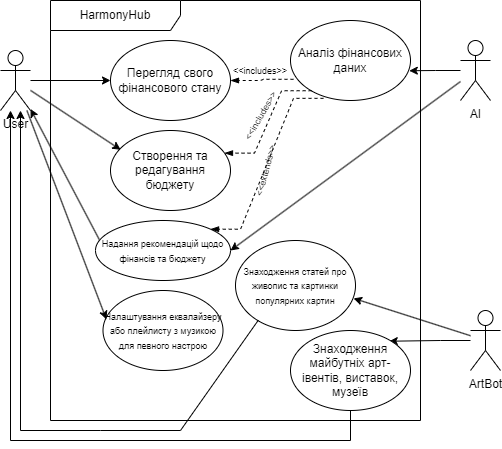 HarmonyHub
Перегляд свого
фінансового стану
<<includes>>
Аналіз фінансових
даних
User
AI
<<includes>>
Створення та
редагування
бюджету
<<extends>>
Надання рекомендацій щодо
фінансів та бюджету
Знаходження статей про
живопис та картинки
популярних картин
Налаштування еквалайзеру
або плейлисту з музикою
для певного настрою
Знаходження
майбутніх арт-
івентів, виставок,
музеїв
ArtBot